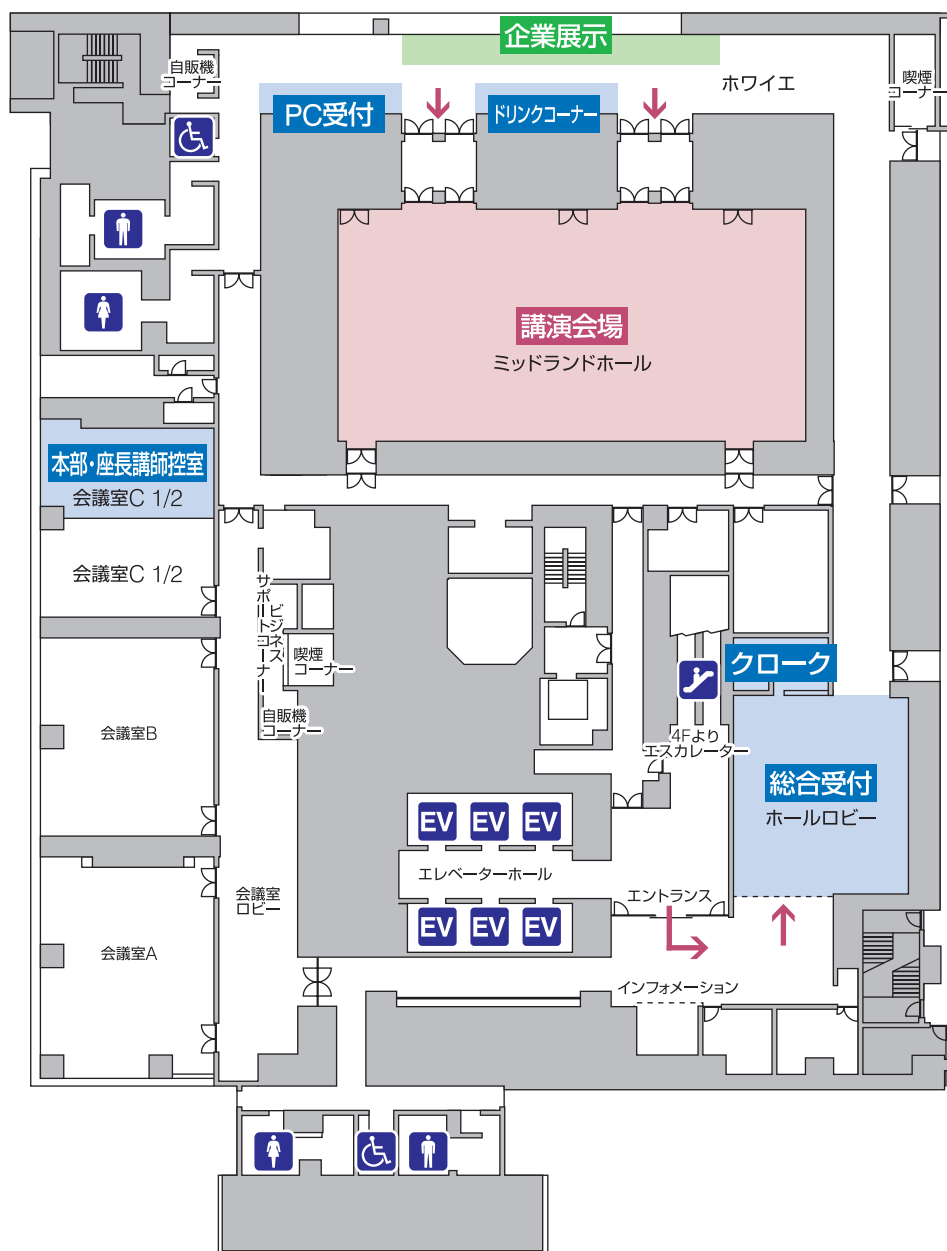 企業展示
自販機
コーナー
ホワイエ
喫煙
コーナー
PC受付
ドリンクコーナー
講演会場
ミッドランドホール
本部・座長講師控室
会議室C 1/2
会議室C 1/2
ビジネス
サポートコーナー
喫煙
コーナー
自販機
コーナー
クローク
4Fより
エスカレーター
会議室B
総合受付
ホールロビー
EV
EV
EV
エレベーターホール
会議室
ロビー
エントランス
EV
EV
EV
会議室A
インフォメーション